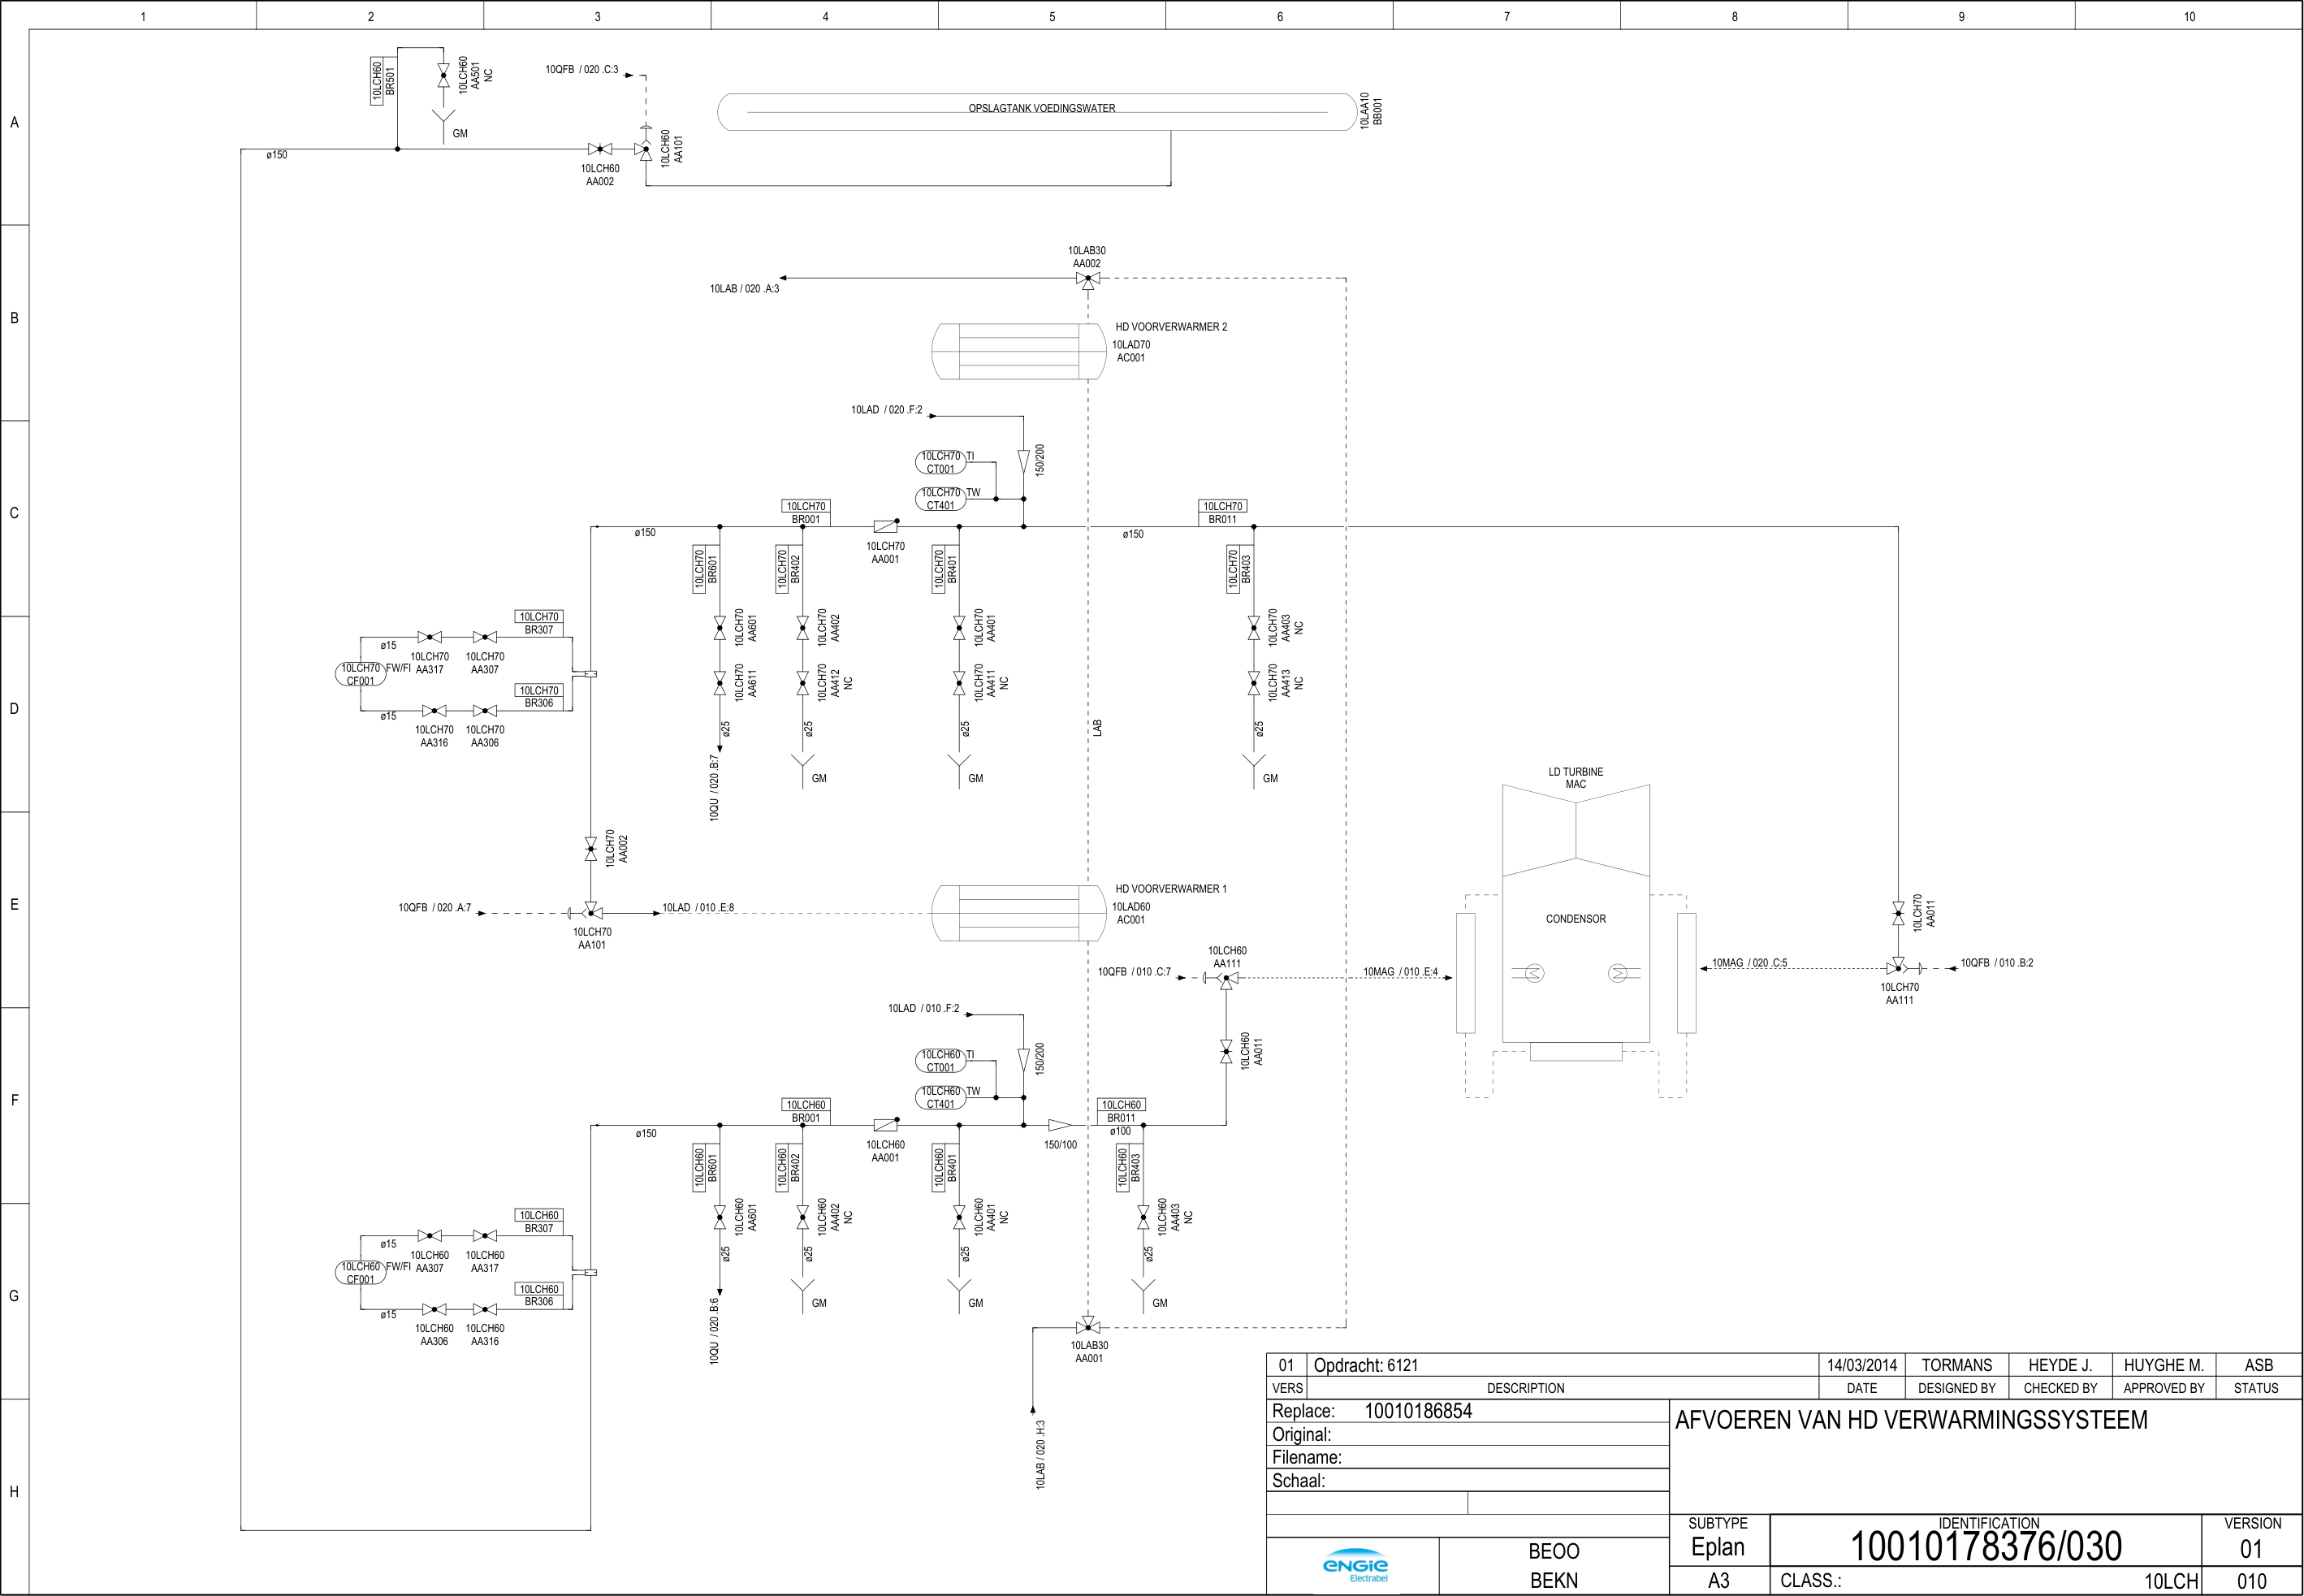 1 2 3 4 5 6 7 8 9 10
A
B
C
D
E
F
G
H
10LCH60
BR501
10LCH60
AA501
NC
GM
10QFB / 020 .C:3
ø150
10LCH60
AA002
10LCH60
AA101
OPSLAGTANK VOEDINGSWATER
10LAA10
BB001
10LAB30
AA002
10LAB / 020 .A:3
HD VOORVERWARMER 2
10LAD70
AC001
10LAD / 020 .F:2
10LCH70 TI
CT001
150/200
10LCH70 TW
CT401
10LCH70
BR001
10LCH70
BR011
ø150
10LCH70
AA001
ø150
10LCH70
BR601
10LCH70
BR402
10LCH70
BR401
10LCH70
BR403
10LCH70
AA601
10LCH70
AA402
10LCH70
AA401
10LCH70
AA403
NC
10LCH70
AA611
10LCH70
AA412
NC
10LCH70
AA411
NC
10LCH70
AA413
NC
ø25
ø25
ø25
ø25
10QU / 020 .B:7
GM
GM
GM
LAB
10LCH70
BR307
ø15
10LCH70
AA317
10LCH70
AA307
10LCH70 FW/FI
CF001
10LCH70
BR306
ø15
10LCH70
AA316
10LCH70
AA306
10LCH70
AA002
10QFB / 020 .A:7
10LAD / 010 .E:8
10LCH70
AA101
HD VOORVERWARMER 1
10LAD60
AC001
LD TURBINE
MAC
CONDENSOR
10LCH60
AA111
10QFB / 010 .C:7
10MAG / 010 .E:4
10MAG / 020 .C:5
10QFB / 010 .B:2
10LCH70
AA011
10LCH70
AA111
10LCH60
AA011
10LAD / 010 .F:2
10LCH60 TI
CT001
150/200
10LCH60 TW
CT401
10LCH60
BR001
10LCH60
BR011
ø100
ø150
10LCH60
AA001
150/100
10LCH60
BR601
10LCH60
BR402
10LCH60
BR401
10LCH60
BR403
10LCH60
AA601
10LCH60
AA402
NC
10LCH60
AA401
NC
10LCH60
AA403
NC
ø25
ø25
ø25
ø25
10QU / 020 .B:6
GM
GM
GM
10LCH60
BR307
ø15
10LCH60
AA307
10LCH60
AA317
10LCH60 FW/FI
CF001
10LCH60
BR306
ø15
10LCH60
AA306
10LCH60
AA316
10LAB30
AA001
10LAB / 020 .H:3
01 Opdracht: 6121 14/03/2014 TORMANS HEYDE J. HUYGHE M. ASB
VERS DESCRIPTION DATE DESIGNED BY CHECKED BY APPROVED BY STATUS
Replace: 10010186854
Original:
Filename:
Schaal:
AFVOEREN VAN HD VERWARMINGSSYSTEEM
ENGIE
Electrabel
BEOO
BEKN
SUBTYPE IDENTIFICATION VERSION
Eplan 10010178376/030 01
A3 CLASS.: 10LCH 010